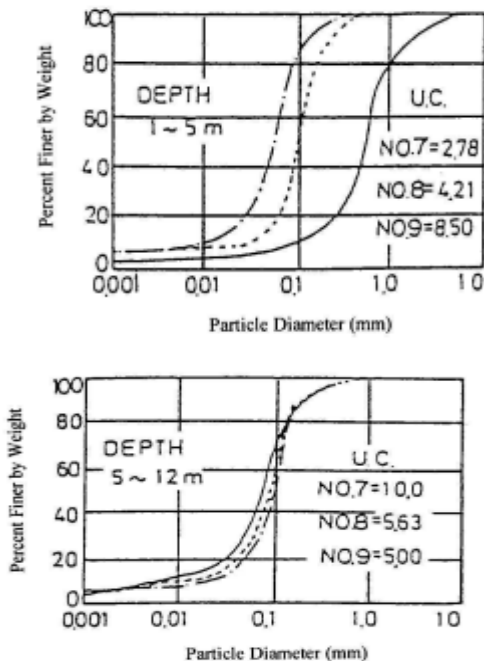 Percent Finer by Weight
100
80
60
40
20
0
DEPTH
1 ~ 5 m
U.C.
NO.7=2,78
NO.8=4,21
NO.9=8,50
0,001
0,01
0,1
1,0
10
Particle Diameter (mm)
Percent Finer by Weight
100
80
60
40
20
0
DEPTH
5 ~ 12 m
U.C.
NO.7=10,0
NO.8=5,63
NO.9=5,00
0,001
0,01
0,1
1,0
10
Particle Diameter (mm)